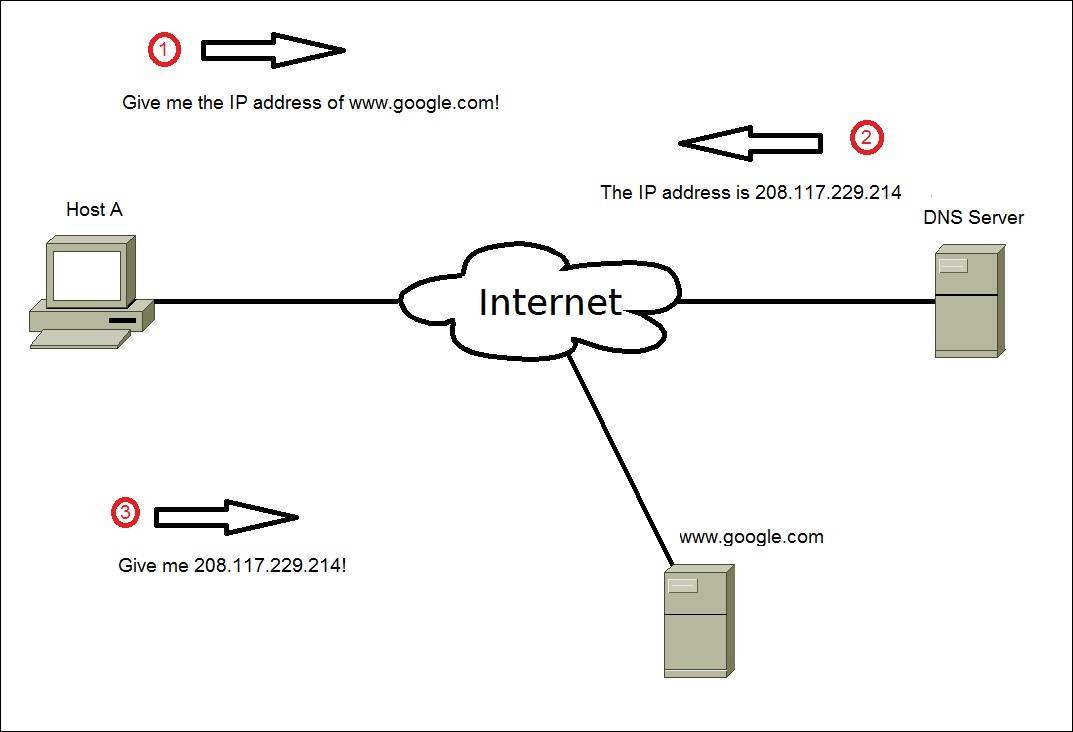 1
Give me the IP address of www.google.com!
2
The IP address is 208.117.229.214
Host A
DNS Server
Internet
3
Give me 208.117.229.214!
www.google.com